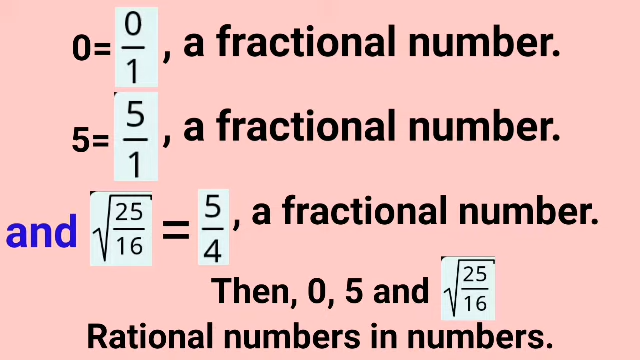 0= 0/1 , a fractional number.
5= 5/1 , a fractional number.
and √(25/16) = 5/4 , a fractional number.
Then, 0, 5 and √(25/16)
Rational numbers in numbers.